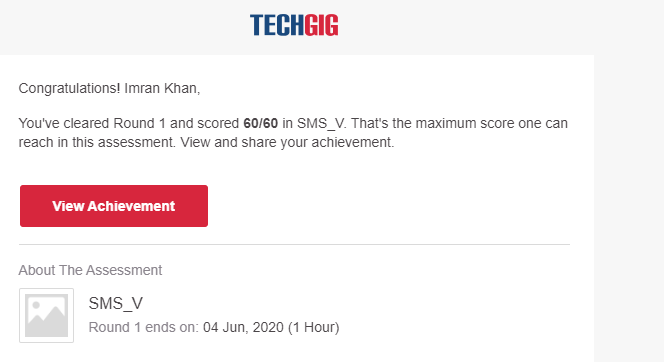 TECHGIG
Congratulations! Imran Khan,
You've cleared Round 1 and scored 60/60 in SMS_V. That's the maximum score one can
reach in this assessment. View and share your achievement.
View Achievement
About The Assessment
SMS_V
Round 1 ends on: 04 Jun, 2020 (1 Hour)